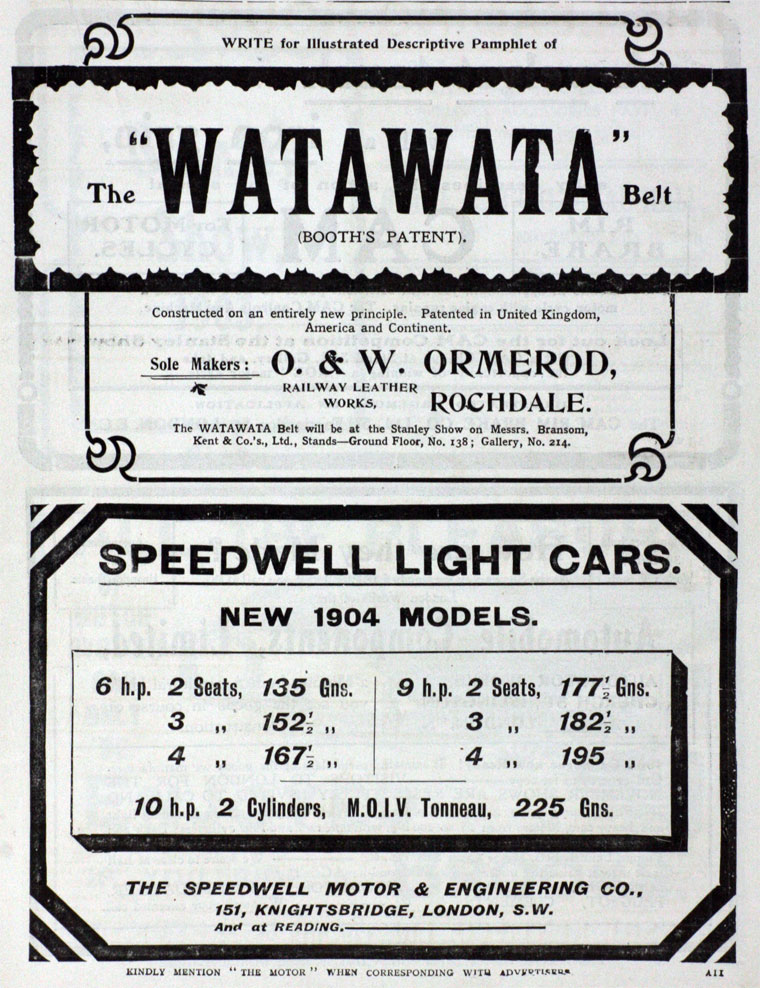 WRITE for Illustrated Descriptive Pamphlet of
The "WATAWATA" Belt
(BOOTH'S PATENT).
Constructed on an entirely new principle. Patented in United Kingdom,
America and Continent.
Sole Makers: O. & W. ORMEROD,
RAILWAY LEATHER
WORKS, ROCHDALE.
The WATAWATA Belt will be at the Stanley Show on Messrs. Bransom,
Kent & Co.'s., Ltd., Stands—Ground Floor, No. 138; Gallery, No. 214.
SPEEDWELL LIGHT CARS.
NEW 1904 MODELS.
6 h.p. 2 Seats, 135 Gns.
3 „ 152½ „
4 „ 167½ „
9 h.p. 2 Seats, 177½ Gns.
3 „ 182½ „
4 „ 195 „
10 h.p. 2 Cylinders, M.O.I.V. Tonneau, 225 Gns.
THE SPEEDWELL MOTOR & ENGINEERING CO.,
151, KNIGHTSBRIDGE, LONDON, S.W.
And at READING.
KINDLY MENTION "THE MOTOR" WHEN CORRESPONDING WITH ADVERTISERS.